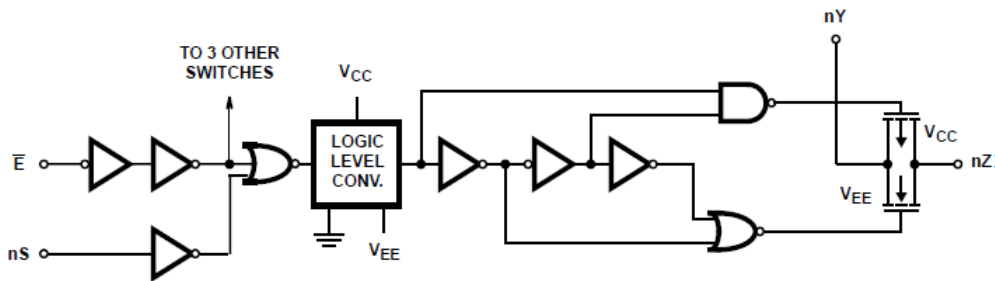 nY
TO 3 OTHER
SWITCHES
VCC
E̅
LOGIC
LEVEL
CONV.
VCC
nZ
VEE
nS
VEE